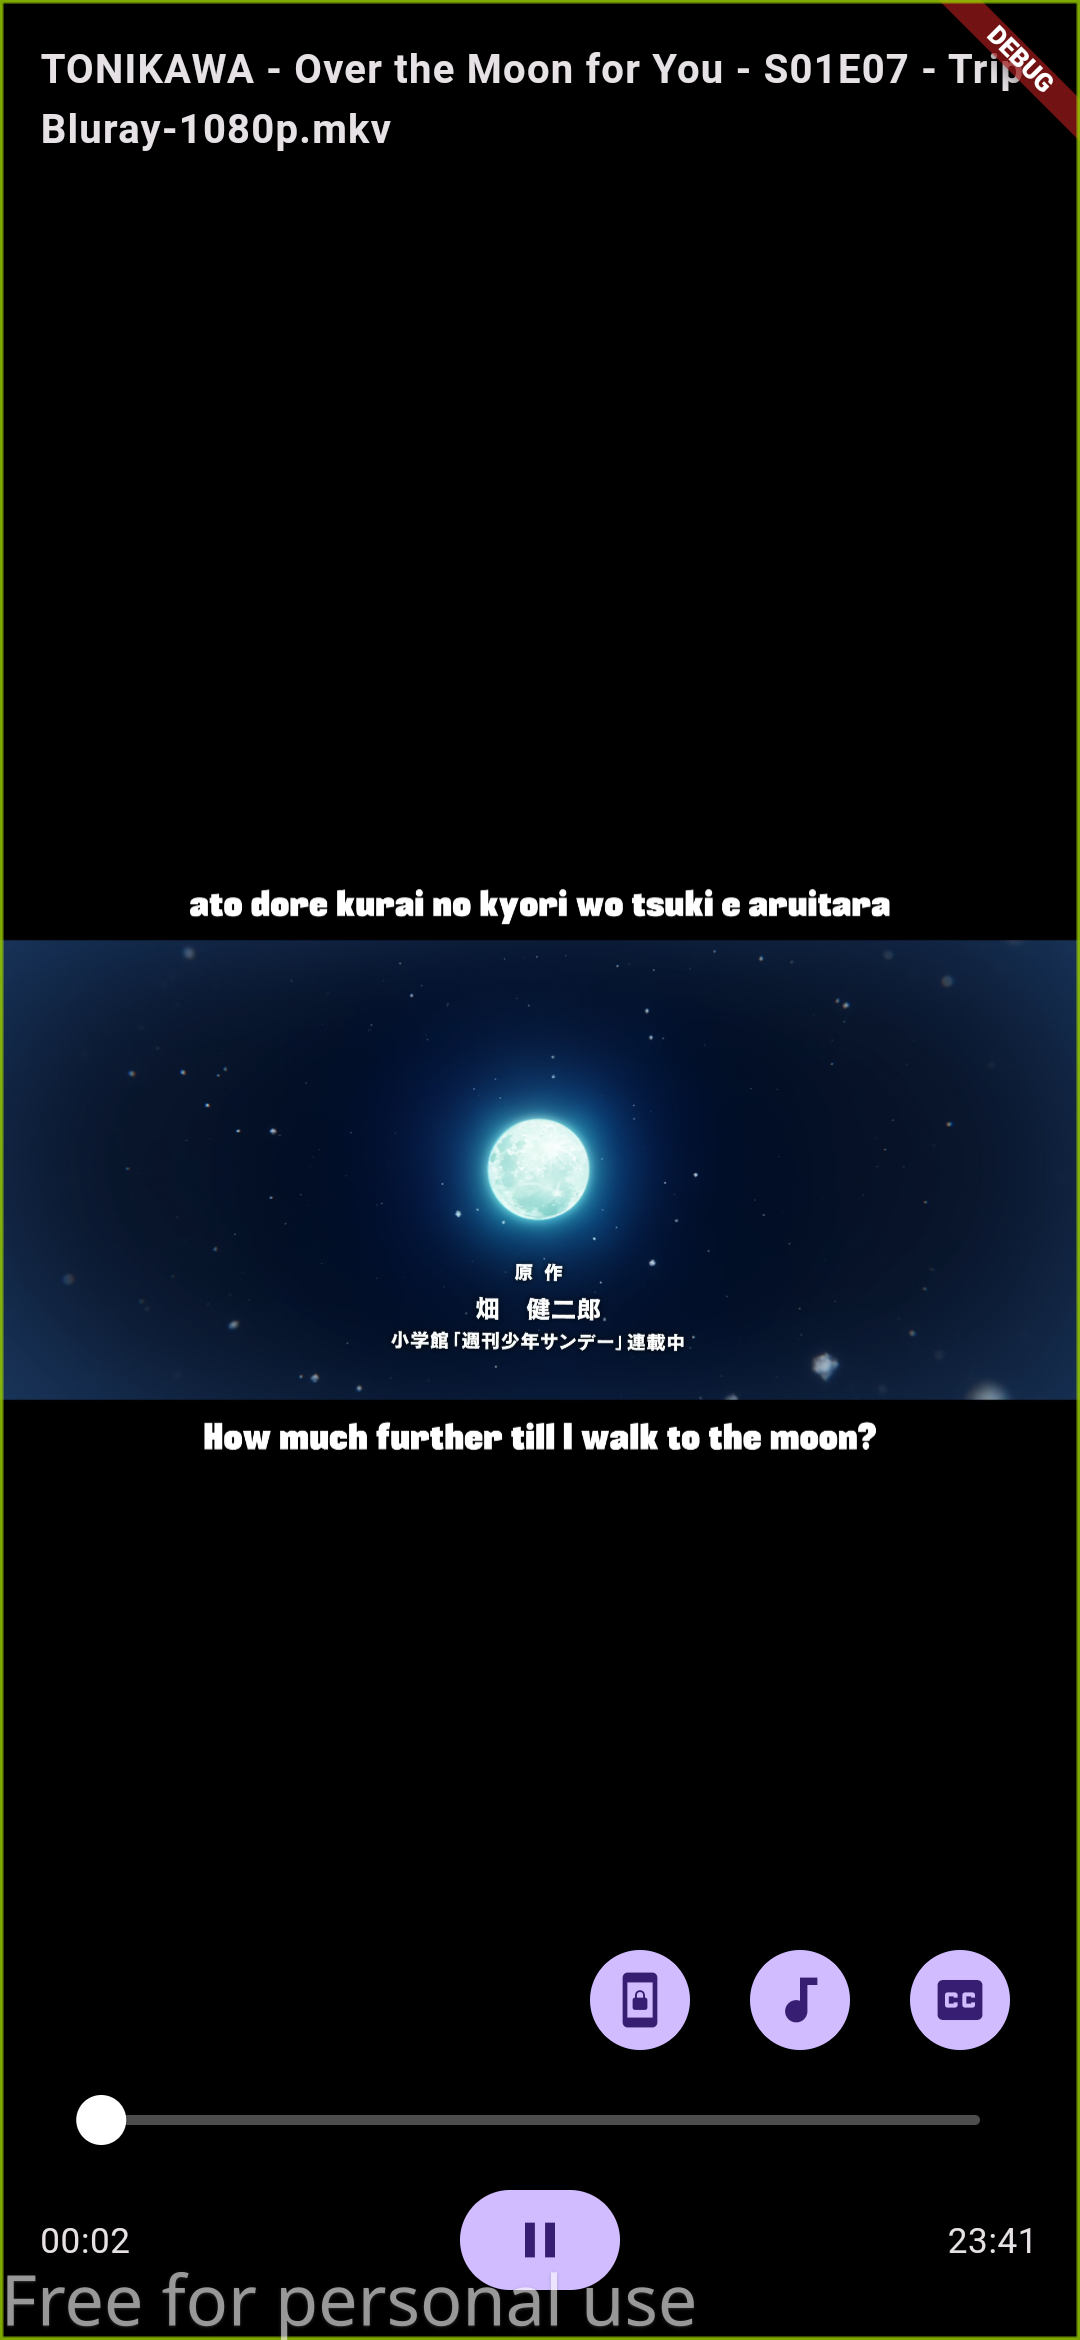 TONIKAWA - Over the Moon for You - S01E07 - Trip
Bluray-1080p.mkv
DEBUG
ato dore kurai no kyori wo tsuki e aruitara
原 作
畑 健二郎
小学館「週刊少年サンデー」連載中
How much further till I walk to the moon?
CC
00:02
23:41
Free for personal use